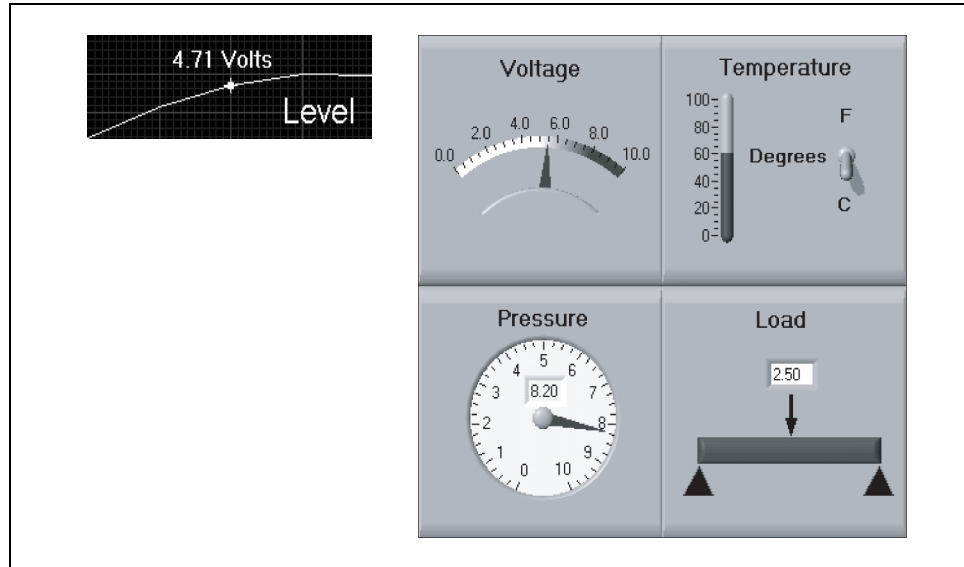 4.71 Volts
Level
Voltage
0.0 2.0 4.0 6.0 8.0 10.0
Temperature
100
80
60
40
20
0
Degrees
F
C
Pressure
0 1 2 3 4 5 6 7 8 9 10
8.20
Load
2.50